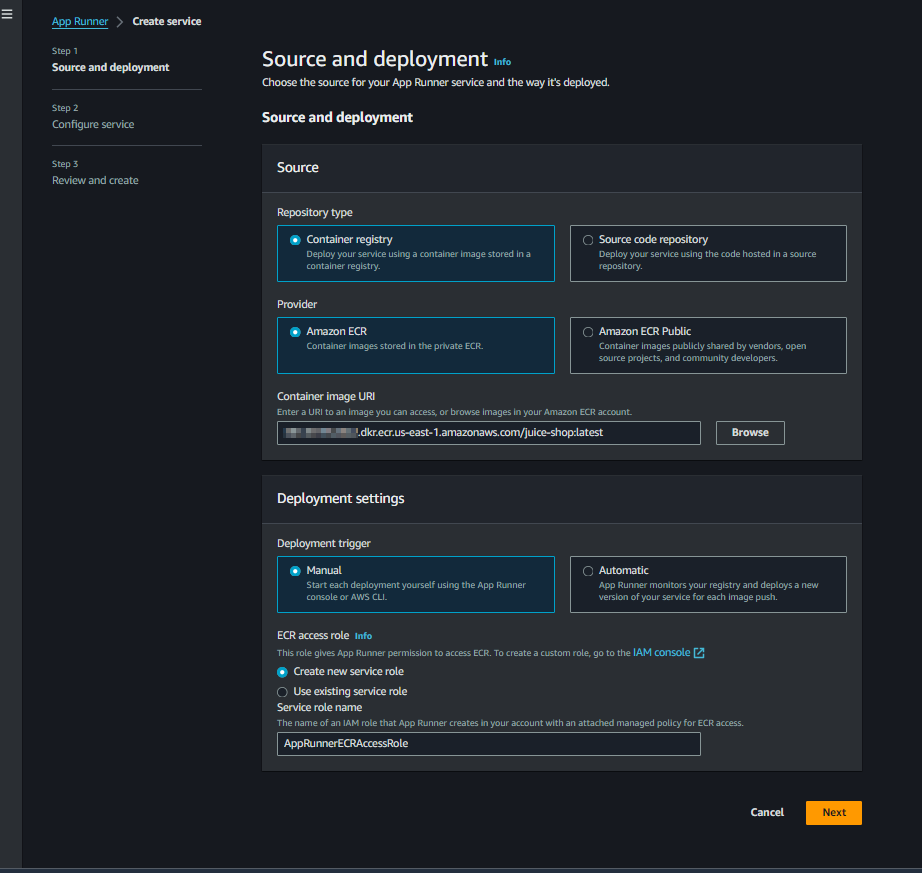 App Runner > Create service
Step 1
Source and deployment
Step 2
Configure service
Step 3
Review and create
Source and deployment Info
Choose the source for your App Runner service and the way it's deployed.
Source and deployment
Source
Repository type
Container registry
Deploy your service using a container image stored in a
container registry.
Source code repository
Deploy your service using the code hosted in a source
repository.
Provider
Amazon ECR
Container images stored in the private ECR.
Amazon ECR Public
Container images publicly shared by vendors, open
source projects, and community developers.
Container image URI
Enter a URI to an image you can access, or browse images in your Amazon ECR account.
.dkr.ecr.us-east-1.amazonaws.com/juice-shop:latest
Browse
Deployment settings
Deployment trigger
Manual
Start each deployment yourself using the App Runner
console or AWS CLI.
Automatic
App Runner monitors your registry and deploys a new
version of your service for each image push.
ECR access role Info
This role gives App Runner permission to access ECR. To create a custom role, go to the IAM console
Create new service role
Use existing service role
Service role name
The name of an IAM role that App Runner creates in your account with an attached managed policy for ECR access.
AppRunnerECRAccessRole
Cancel
Next